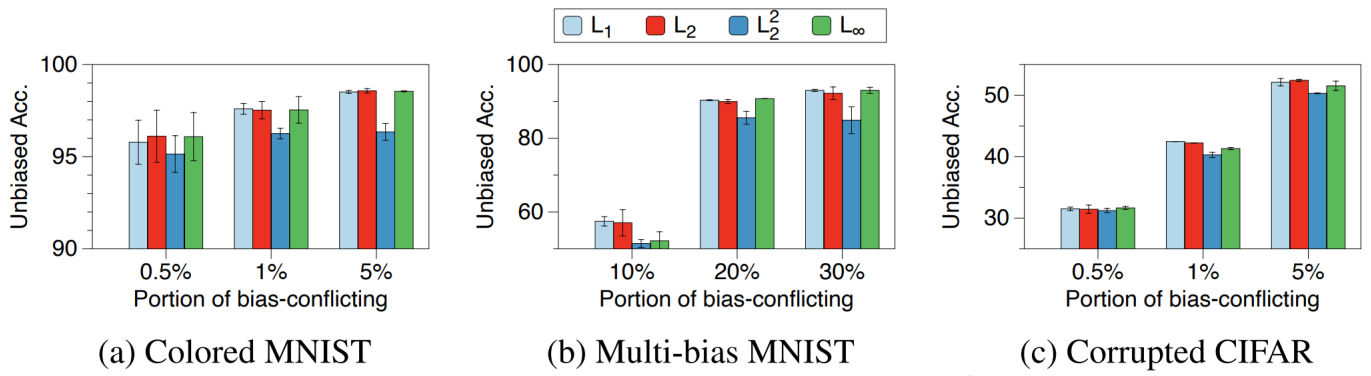 L₁ L₂ L₂² L∞
Unbiased Acc.
100
95
90
0.5% 1% 5%
Portion of bias-conflicting
(a) Colored MNIST
Unbiased Acc.
100
80
60
10% 20% 30%
Portion of bias-conflicting
(b) Multi-bias MNIST
Unbiased Acc.
50
40
30
0.5% 1% 5%
Portion of bias-conflicting
(c) Corrupted CIFAR